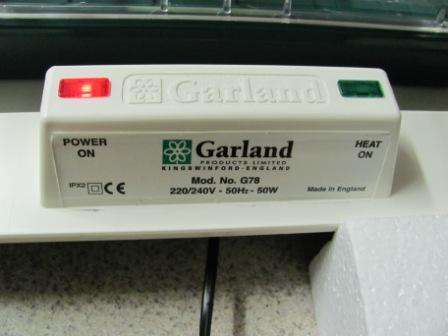 Garland
POWER
ON
Garland
PRODUCTS LIMITED
KINGSWINFORD-ENGLAND
HEAT
ON
Mod. No. G78
IPX2 CE
220/240V - 50Hz - 50W
Made in England